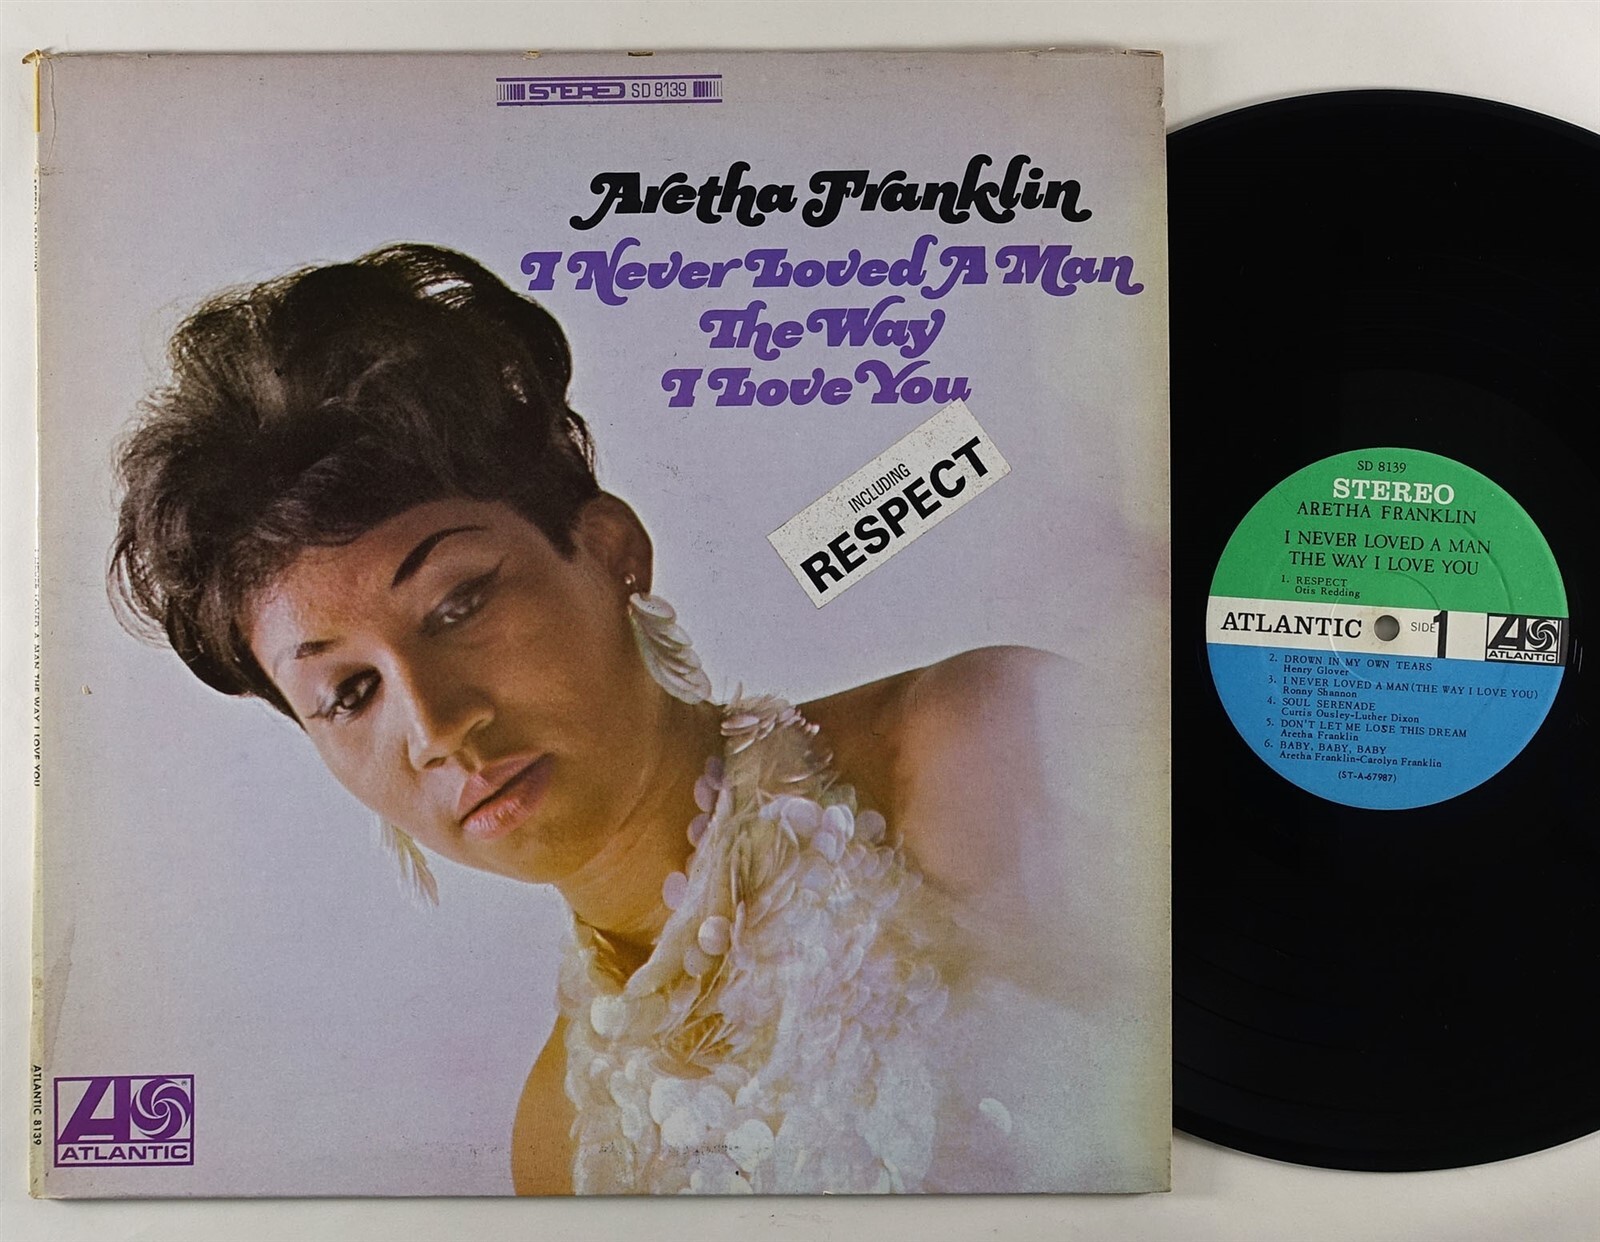 STEREO SD 8139
Aretha Franklin
I Never Loved A Man
The Way
I Love You
INCLUDING
RESPECT
ATLANTIC
ATLANTIC 8139
SD 8139
STEREO
ARETHA FRANKLIN
I NEVER LOVED A MAN
THE WAY I LOVE YOU
1. RESPECT
Otis Redding
ATLANTIC SIDE 1
ATLANTIC
2. DROWN IN MY OWN TEARS
Henry Glover
3. I NEVER LOVED A MAN (THE WAY I LOVE YOU)
Ronny Shannon
4. SOUL SERENADE
Curtis Ousley-Luther Dixon
5. DON'T LET ME LOSE THIS DREAM
Aretha Franklin
6. BABY, BABY, BABY
Aretha Franklin-Carolyn Franklin
(ST-A-67987)